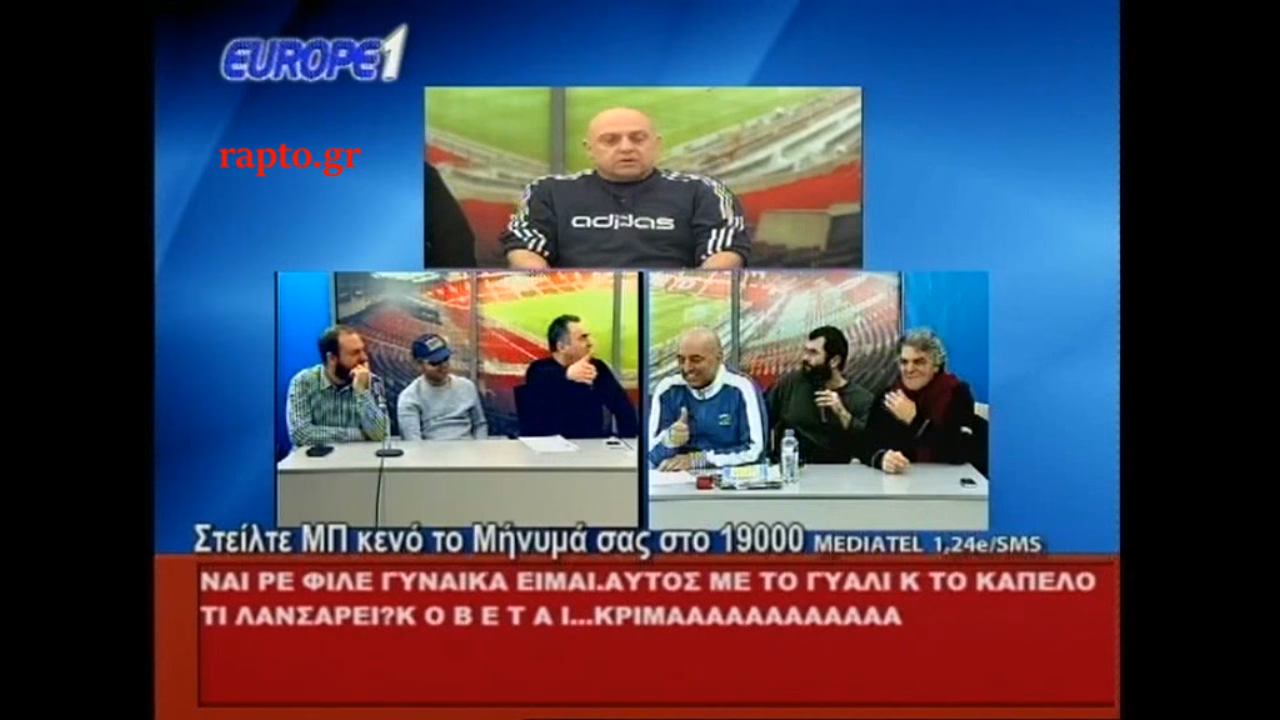 EUROPE1
rapto.gr
adidas
Στείλτε ΜΠ κενό το Μήνυμά σας στο 19000 MEDIATEL 1,24e/SMS
ΝΑΙ ΡΕ ΦΙΛΕ ΓΥΝΑΙΚΑ ΕΙΜΑΙ.ΑΥΤΟΣ ΜΕ ΤΟ ΓΥΑΛΙ Κ ΤΟ ΚΑΠΕΛΟ
ΤΙ ΛΑΝΣΑΡΕΙ?Κ Ο Β Ε Τ Α Ι...ΚΡΙΜΑΑΑΑΑΑΑΑΑΑΑΑ